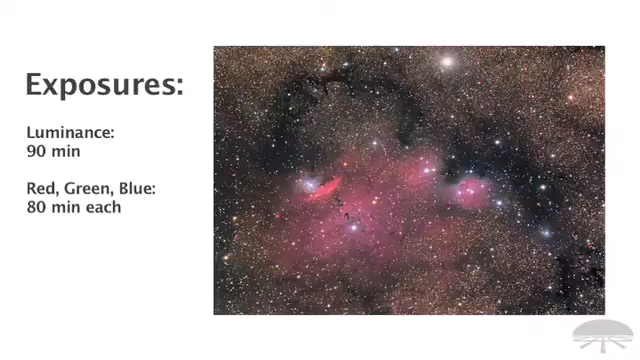 Exposures:
Luminance:
90 min
Red, Green, Blue:
80 min each